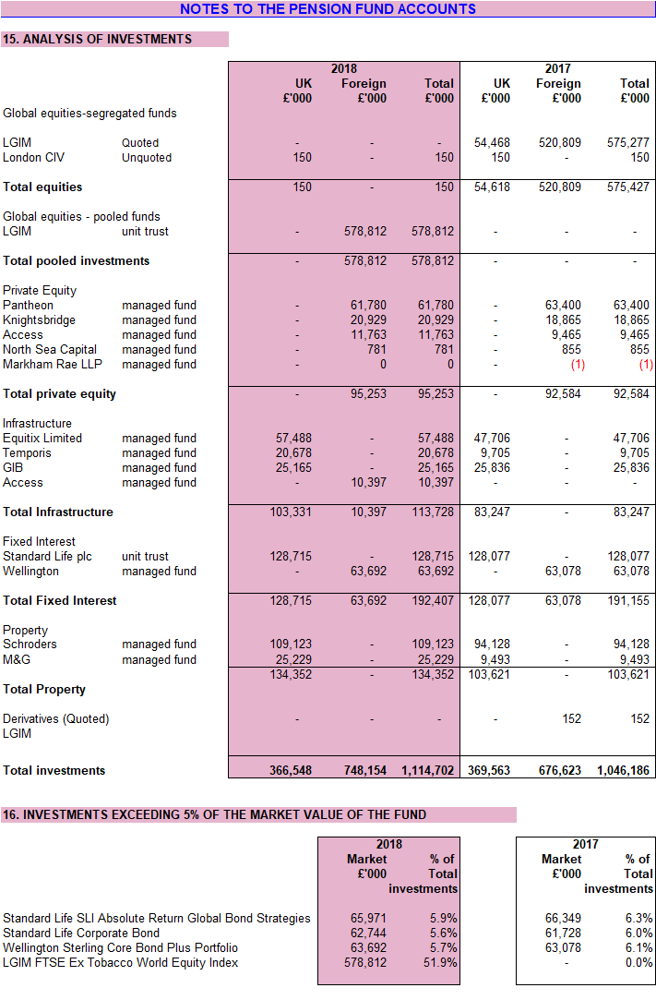 NOTES TO THE PENSION FUND ACCOUNTS
15. ANALYSIS OF INVESTMENTS
2018 2017
UK Foreign Total UK Foreign Total
£'000 £'000 £'000 £'000 £'000 £'000
Global equities-segregated funds
LGIM Quoted - - - 54,468 520,809 575,277
London CIV Unquoted 150 - 150 150 - 150
Total equities 150 - 150 54,618 520,809 575,427
Global equities - pooled funds
LGIM unit trust - 578,812 578,812 - - -
Total pooled investments - 578,812 578,812 - - -
Private Equity
Pantheon managed fund - 61,780 61,780 - 63,400 63,400
Knightsbridge managed fund - 20,929 20,929 - 18,865 18,865
Access managed fund - 11,763 11,763 - 9,465 9,465
North Sea Capital managed fund - 781 781 - 855 855
Markham Rae LLP managed fund - 0 0 - (1) (1)
Total private equity - 95,253 95,253 - 92,584 92,584
Infrastructure
Equitix Limited managed fund 57,488 - 57,488 47,706 - 47,706
Temporis managed fund 20,678 - 20,678 9,705 - 9,705
GIB managed fund 25,165 - 25,165 25,836 - 25,836
Access managed fund - 10,397 10,397 - - -
Total Infrastructure 103,331 10,397 113,728 83,247 - 83,247
Fixed Interest
Standard Life plc unit trust 128,715 - 128,715 128,077 - 128,077
Wellington managed fund - 63,692 63,692 - 63,078 63,078
Total Fixed Interest 128,715 63,692 192,407 128,077 63,078 191,155
Property
Schroders managed fund 109,123 - 109,123 94,128 - 94,128
M&G managed fund 25,229 - 25,229 9,493 - 9,493
134,352 - 134,352 103,621 - 103,621
Total Property
Derivatives (Quoted) - - - - 152 152
LGIM
Total investments 366,548 748,154 1,114,702 369,563 676,623 1,046,186
16. INVESTMENTS EXCEEDING 5% OF THE MARKET VALUE OF THE FUND
2018 2017
Market % of Market % of
£'000 Total £'000 Total
investments investments
Standard Life SLI Absolute Return Global Bond Strategies 65,971 5.9% 66,349 6.3%
Standard Life Corporate Bond 62,744 5.6% 61,728 6.0%
Wellington Sterling Core Bond Plus Portfolio 63,692 5.7% 63,078 6.1%
LGIM FTSE Ex Tobacco World Equity Index 578,812 51.9% - 0.0%